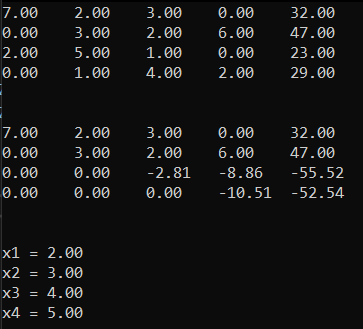 7.00 2.00 3.00 0.00 32.00
0.00 3.00 2.00 6.00 47.00
2.00 5.00 1.00 0.00 23.00
0.00 1.00 4.00 2.00 29.00
7.00 2.00 3.00 0.00 32.00
0.00 3.00 2.00 6.00 47.00
0.00 0.00 -2.81 -8.86 -55.52
0.00 0.00 0.00 -10.51 -52.54
x1 = 2.00
x2 = 3.00
x3 = 4.00
x4 = 5.00